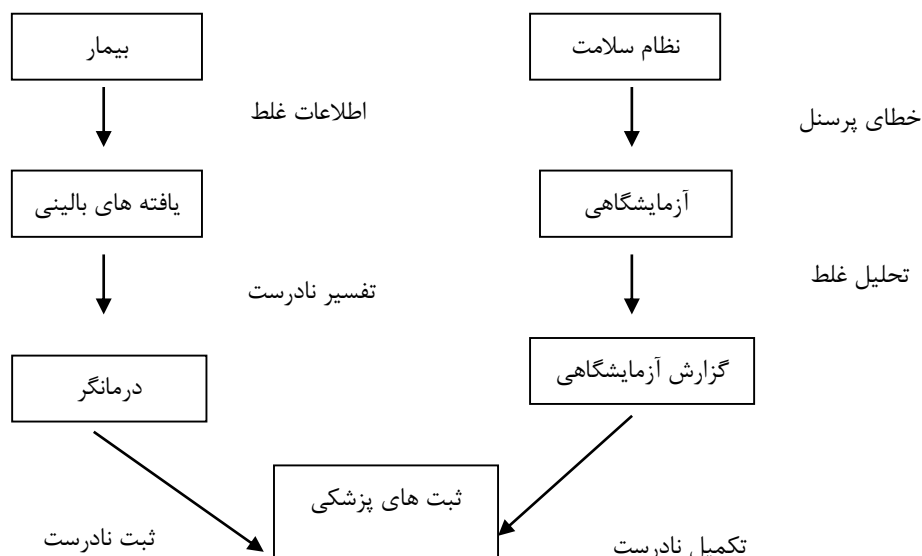 نظام سلامت
بیمار
خطای پرسنل
اطلاعات غلط
آزمایشگاهی
یافته های بالینی
تحلیل غلط
تفسیر نادرست
گزارش آزمایشگاهی
درمانگر
ثبت های پزشکی
تکمیل نادرست
ثبت نادرست